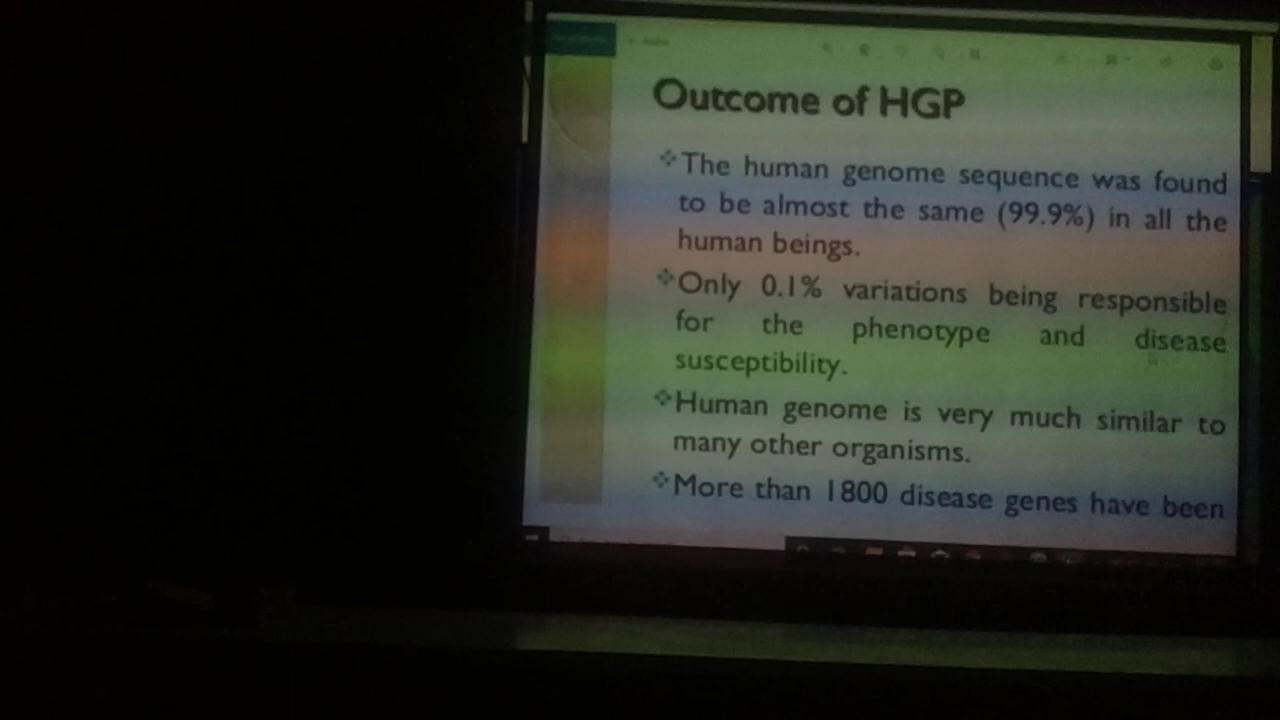 Outcome of HGP
❖The human genome sequence was found
to be almost the same (99.9%) in all the
human beings.
❖Only 0.1% variations being responsible
for the phenotype and disease
susceptibility.
❖Human genome is very much similar to
many other organisms.
❖More than 1800 disease genes have been